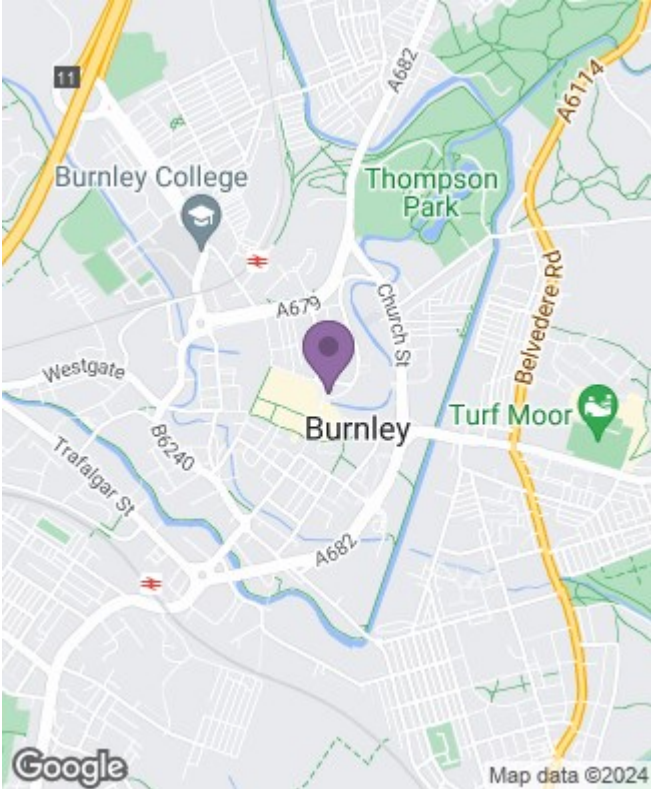 11
A682
A6114
Burnley College
Thompson
Park
A679
Church St
Belvedere Rd
Westgate
Turf Moor
Burnley
B6240
Trafalgar St
A682
Google
Map data ©2024